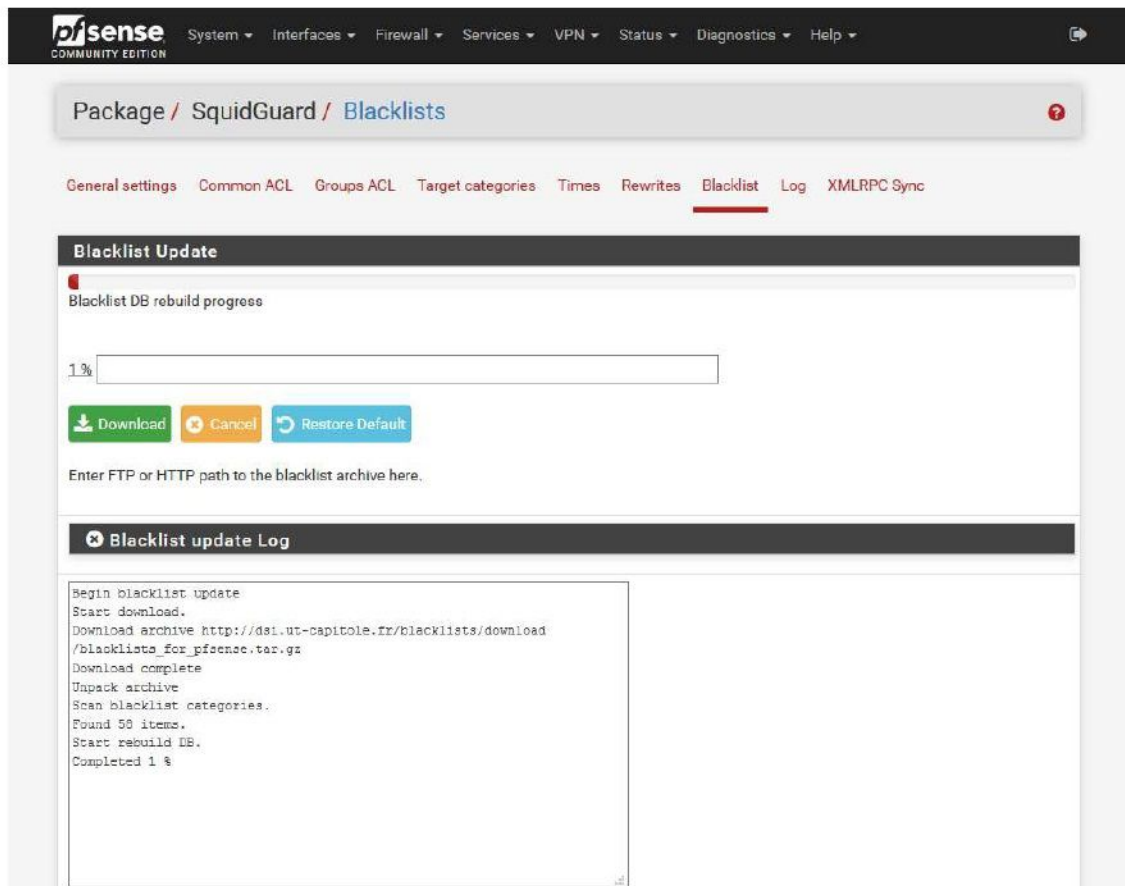 pfsense
COMMUNITY EDITION
System Interfaces Firewall Services VPN Status Diagnostics Help
Package / SquidGuard / Blacklists
General settings Common ACL Groups ACL Target categories Times Rewrites Blacklist Log XMLRPC Sync
Blacklist Update
Blacklist DB rebuild progress
1 %
Download Cancel Restore Default
Enter FTP or HTTP path to the blacklist archive here.
Blacklist update Log
Begin blacklist update
Start download.
Download archive http://dsi.ut-capitole.fr/blacklists/download
/blacklists_for_pfsense.tar.gz
Download complete
Unpack archive
Scan blacklist categories.
Found 58 items.
Start rebuild DB.
Completed 1 %